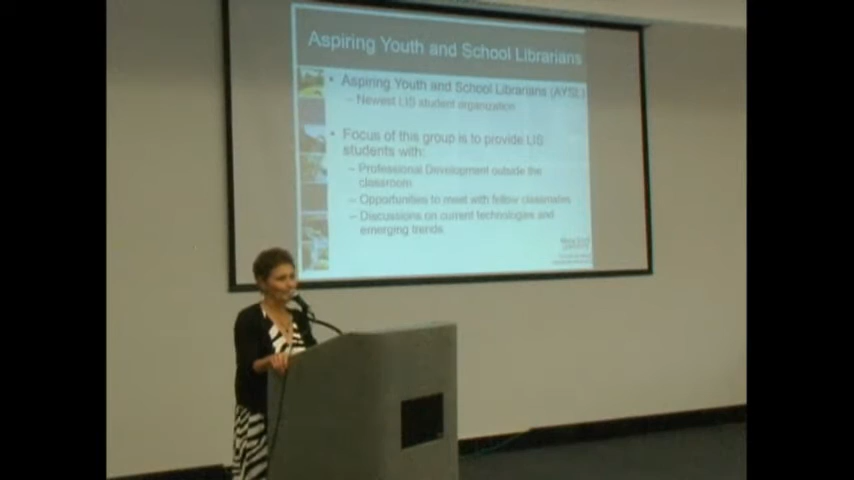 Aspiring Youth and School Librarians
• Aspiring Youth and School Librarians (AYSL)
– Newest LIS student organization
• Focus of this group is to provide LIS
students with:
– Professional Development outside the
classroom
– Opportunities to meet with fellow classmates
– Discussions on current technologies and
emerging trends